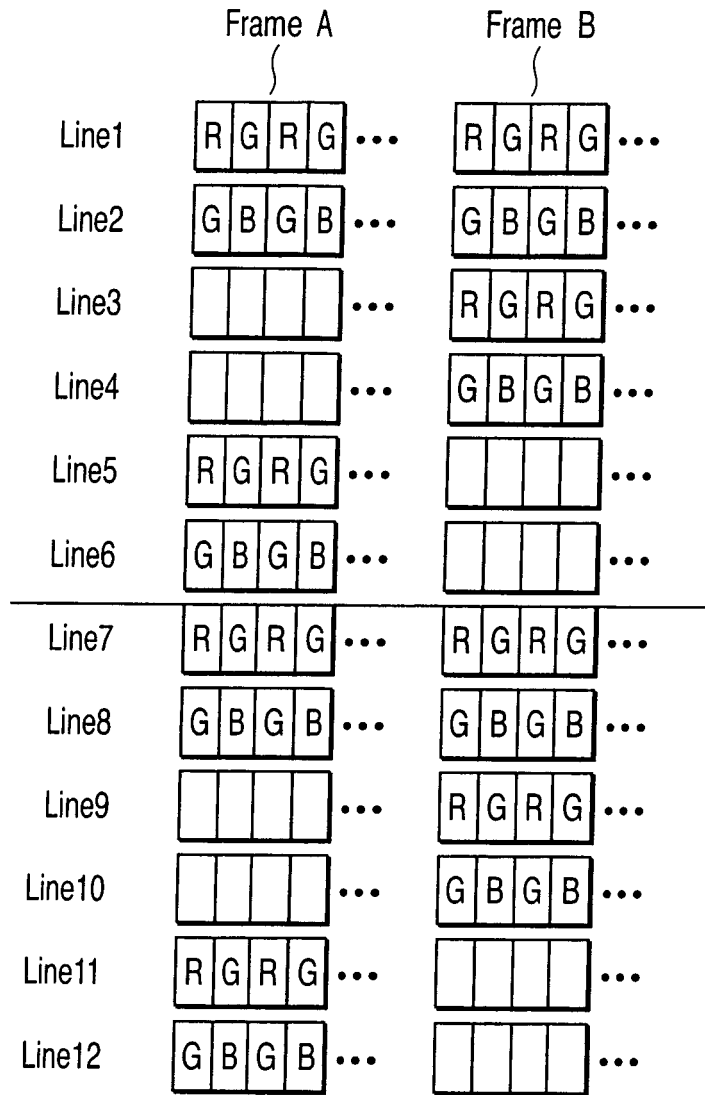 Frame A Frame B
Line1 R G R G ••• R G R G •••
Line2 G B G B ••• G B G B •••
Line3 ••• R G R G •••
Line4 ••• G B G B •••
Line5 R G R G ••• •••
Line6 G B G B ••• •••
Line7 R G R G ••• R G R G •••
Line8 G B G B ••• G B G B •••
Line9 ••• R G R G •••
Line10 ••• G B G B •••
Line11 R G R G ••• •••
Line12 G B G B ••• •••